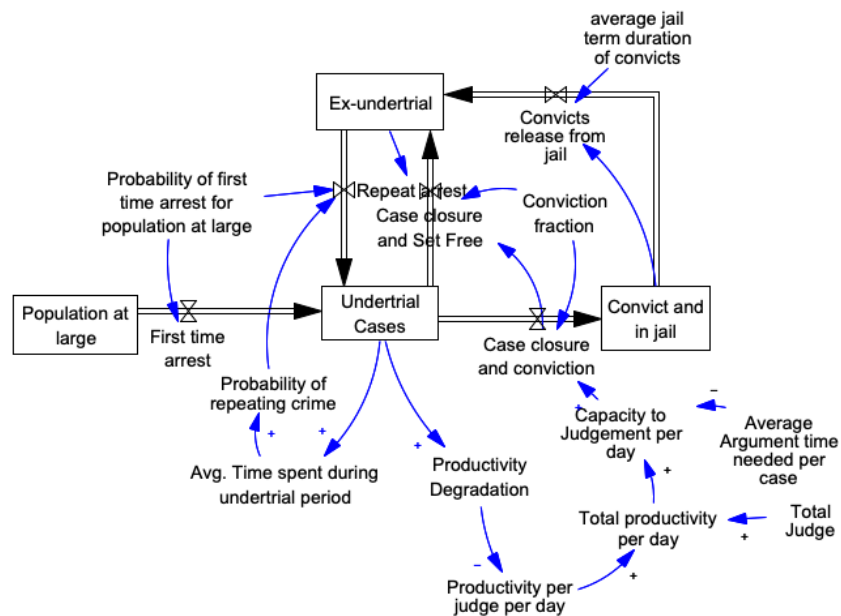 average jail
term duration
of convicts
Ex-undertrial
Convicts
release from
jail
Probability of first
time arrest for
population at large
Repeat arrest
Case closure
and Set Free
Conviction
fraction
Population at
large
First time
arrest
Undertrial
Cases
Convict and
in jail
Case closure
and conviction
Probability of
repeating crime
+
+
+
Avg. Time spent during
undertrial period
Productivity
Degradation
+
Capacity to
Judgement per
day
–
Average
Argument time
needed per
case
+
Total productivity
per day
+
Total
Judge
–
Productivity per
judge per day
+